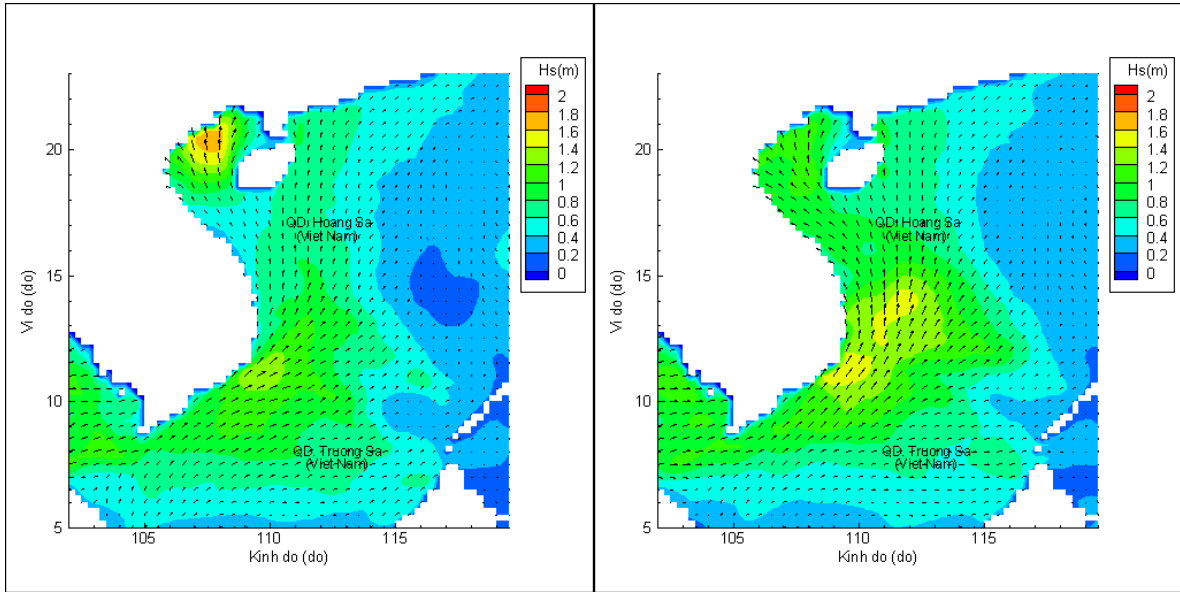 Hs(m)
2
1.8
1.6
1.4
1.2
1
0.8
0.6
0.4
0.2
0
20
15
10
5
Vi do (do)
QD. Hoang Sa
(Viet Nam)
QD. Truong Sa
(Viet Nam)
105
110
115
Kinh do (do)
Hs(m)
2
1.8
1.6
1.4
1.2
1
0.8
0.6
0.4
0.2
0
20
15
10
5
Vi do (do)
QD. Hoang Sa
(Viet Nam)
QD. Truong Sa
(Viet Nam)
105
110
115
Kinh do (do)